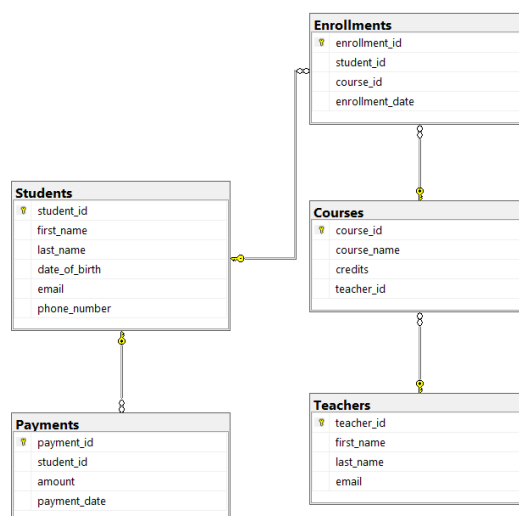 Enrollments
enrollment_id
student_id
course_id
enrollment_date
Students
student_id
first_name
last_name
date_of_birth
email
phone_number
Courses
course_id
course_name
credits
teacher_id
Payments
payment_id
student_id
amount
payment_date
Teachers
teacher_id
first_name
last_name
email